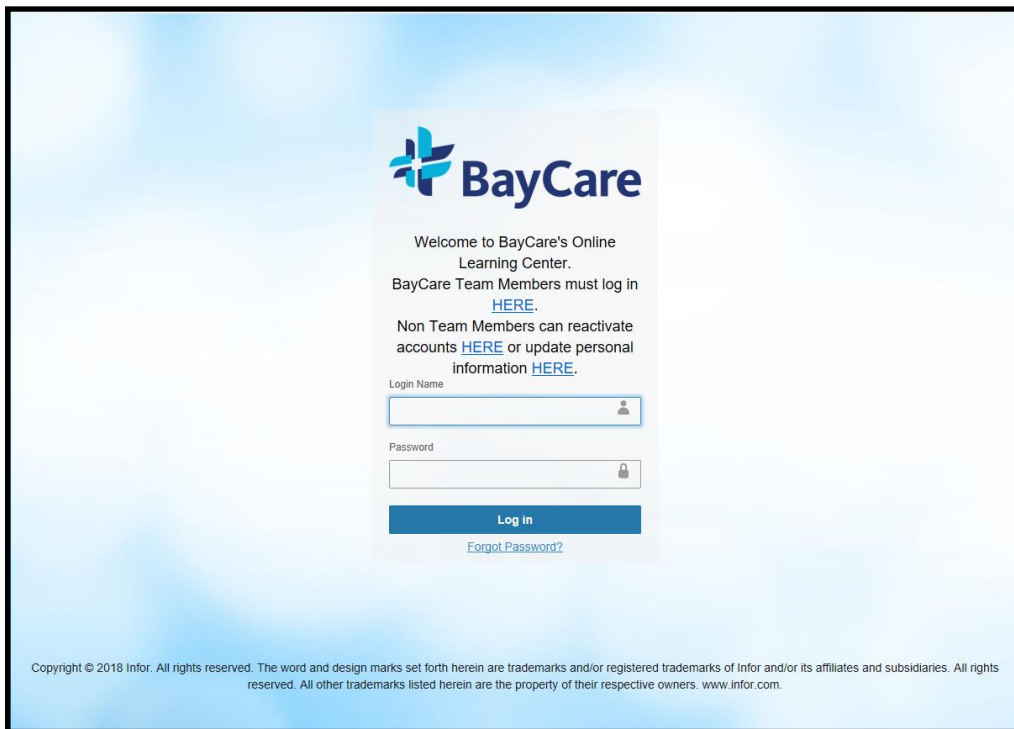 BayCare
Welcome to BayCare's Online
Learning Center.
BayCare Team Members must log in
HERE.
Non Team Members can reactivate
accounts HERE or update personal
information HERE.
Login Name
Password
Log in
Forgot Password?
Copyright © 2018 Infor. All rights reserved. The word and design marks set forth herein are trademarks and/or registered trademarks of Infor and/or its affiliates and subsidiaries. All rights
reserved. All other trademarks listed herein are the property of their respective owners. www.infor.com.